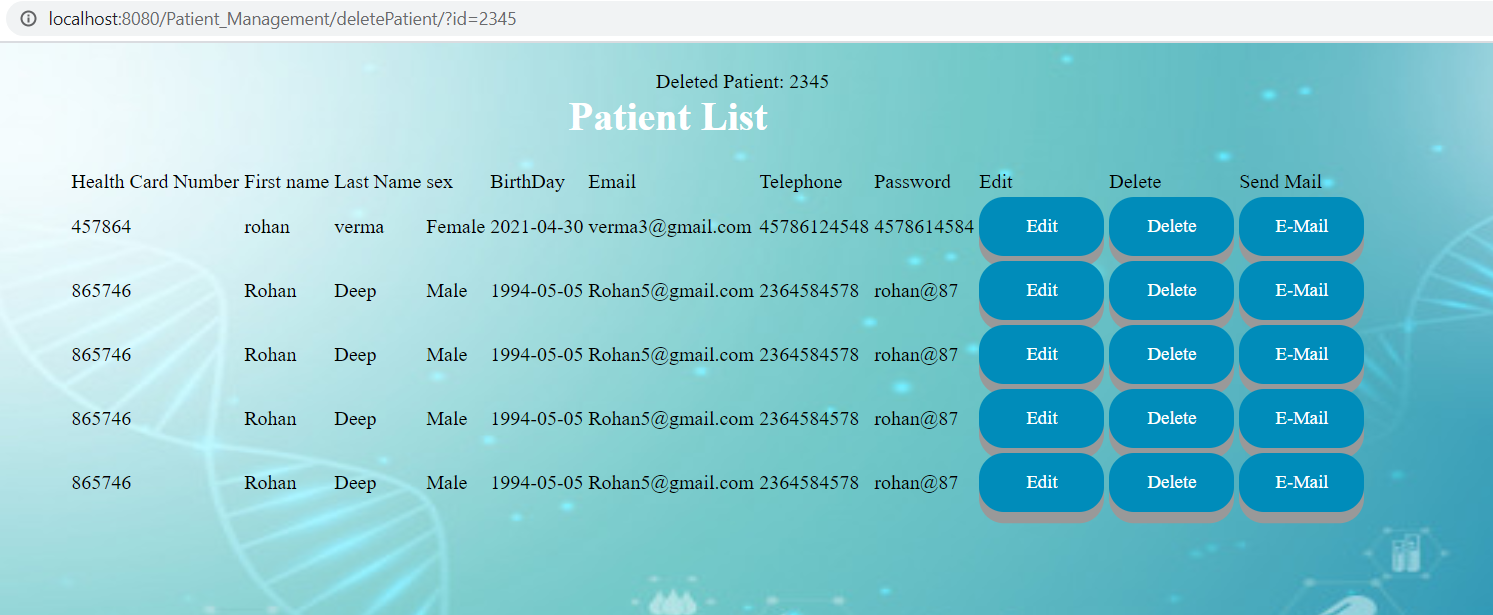 localhost:8080/Patient_Management/deletePatient/?id=2345
Deleted Patient: 2345
Patient List
Health Card Number First name Last Name sex BirthDay Email Telephone Password Edit Delete Send Mail
457864 rohan verma Female 2021-04-30 verma3@gmail.com 45786124548 4578614584 Edit Delete E-Mail
865746 Rohan Deep Male 1994-05-05 Rohan5@gmail.com 2364584578 rohan@87 Edit Delete E-Mail
865746 Rohan Deep Male 1994-05-05 Rohan5@gmail.com 2364584578 rohan@87 Edit Delete E-Mail
865746 Rohan Deep Male 1994-05-05 Rohan5@gmail.com 2364584578 rohan@87 Edit Delete E-Mail
865746 Rohan Deep Male 1994-05-05 Rohan5@gmail.com 2364584578 rohan@87 Edit Delete E-Mail